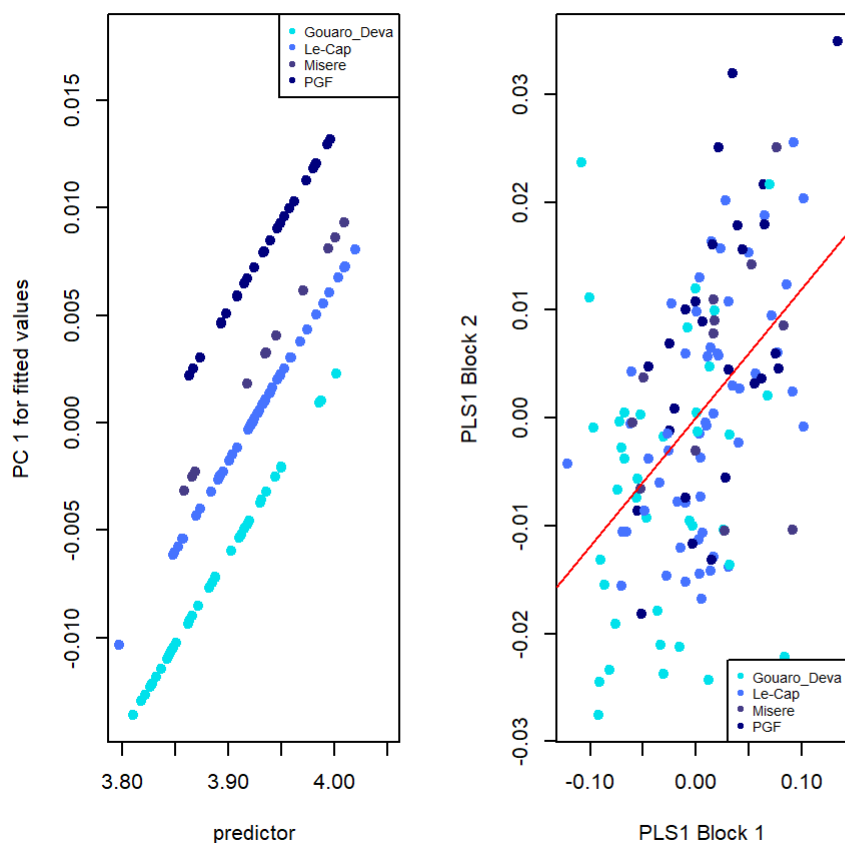 Gouaro_Deva
Le-Cap
Misere
PGF
0.015
0.010
0.005
0.000
-0.005
-0.010
PC 1 for fitted values
3.80
3.90
4.00
predictor
0.03
0.02
0.01
0.00
-0.01
-0.02
-0.03
PLS1 Block 2
Gouaro_Deva
Le-Cap
Misere
PGF
-0.10
0.00
0.10
PLS1 Block 1